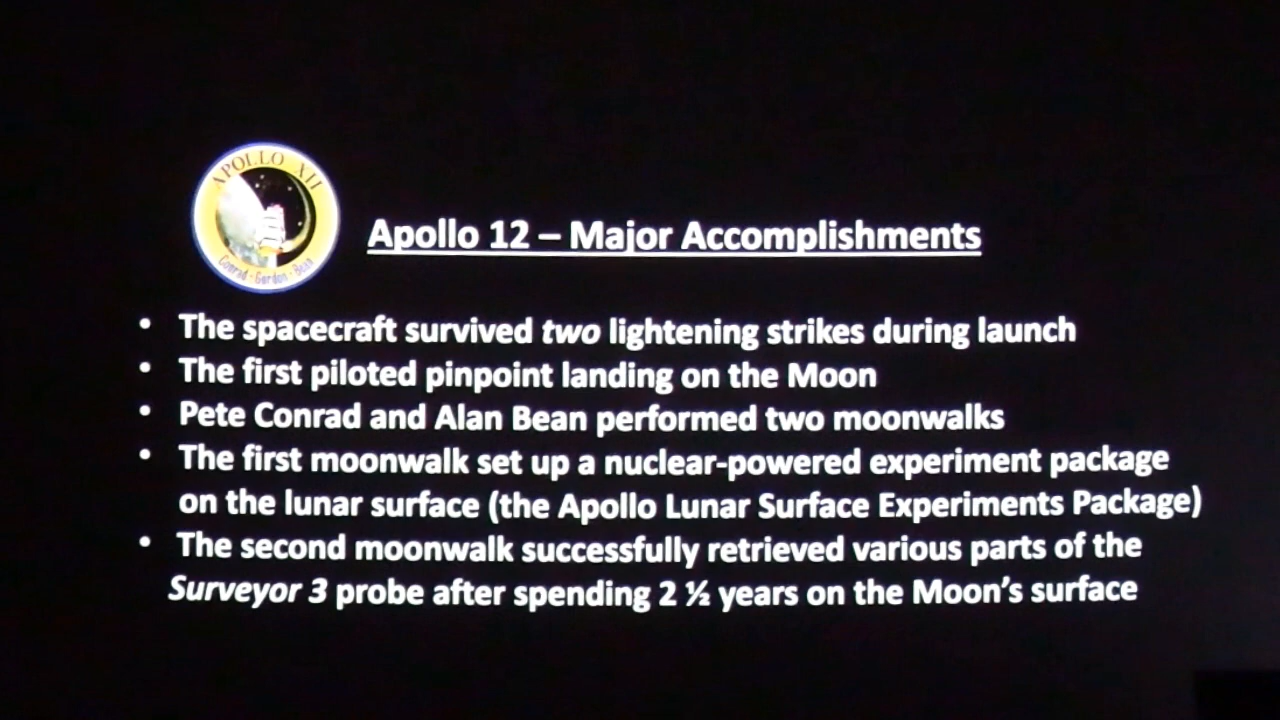 APOLLO XII
Conrad · Gordon · Bean
Apollo 12 – Major Accomplishments
• The spacecraft survived two lightening strikes during launch
• The first piloted pinpoint landing on the Moon
• Pete Conrad and Alan Bean performed two moonwalks
• The first moonwalk set up a nuclear-powered experiment package
on the lunar surface (the Apollo Lunar Surface Experiments Package)
• The second moonwalk successfully retrieved various parts of the
Surveyor 3 probe after spending 2 ½ years on the Moon’s surface